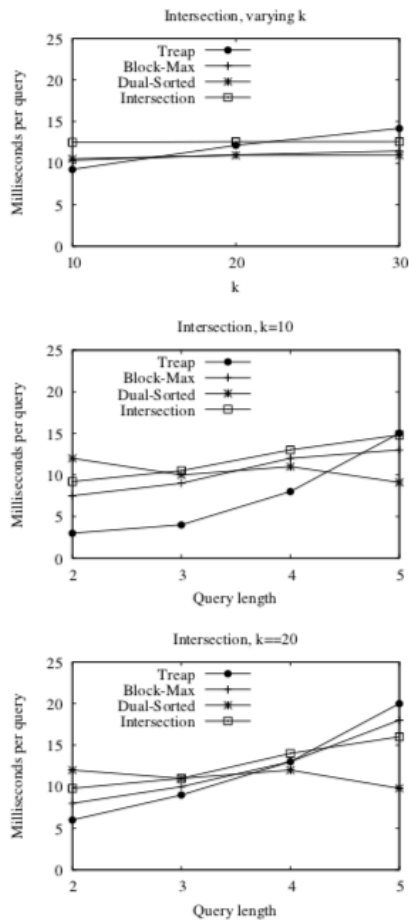 Intersection, varying k
Milliseconds per query
25
20
15
10
5
0
Treap
Block-Max
Dual-Sorted
Intersection
10 20 30
k
Intersection, k=10
Milliseconds per query
25
20
15
10
5
0
Treap
Block-Max
Dual-Sorted
Intersection
2 3 4 5
Query length
Intersection, k==20
Milliseconds per query
25
20
15
10
5
0
Treap
Block-Max
Dual-Sorted
Intersection
2 3 4 5
Query length